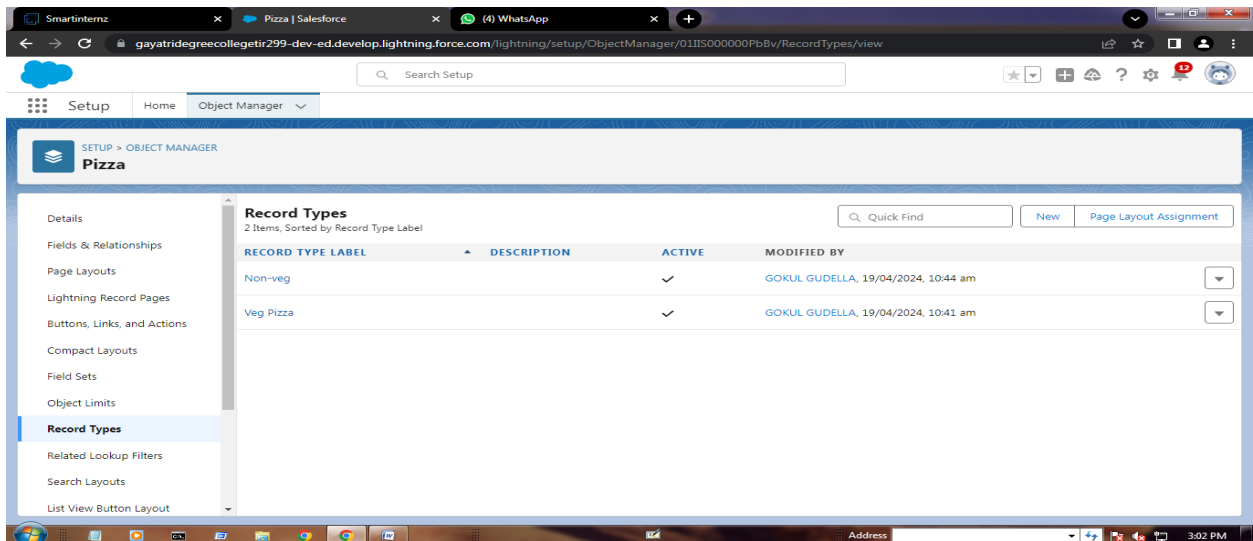 Smartinternz
Pizza | Salesforce
(4) WhatsApp
gayatridegreecollegetir299-dev-ed.develop.lightning.force.com/lightning/setup/ObjectManager/01IIS000000PbBv/RecordTypes/view
Search Setup
12
Setup Home Object Manager
SETUP > OBJECT MANAGER
Pizza
Details
Fields & Relationships
Page Layouts
Lightning Record Pages
Buttons, Links, and Actions
Compact Layouts
Field Sets
Object Limits
Record Types
Related Lookup Filters
Search Layouts
List View Button Layout
Record Types
2 Items, Sorted by Record Type Label
Quick Find
New
Page Layout Assignment
RECORD TYPE LABEL DESCRIPTION ACTIVE MODIFIED BY
Non-veg GOKUL GUDELLA, 19/04/2024, 10:44 am
Veg Pizza GOKUL GUDELLA, 19/04/2024, 10:41 am
Address
3:02 PM